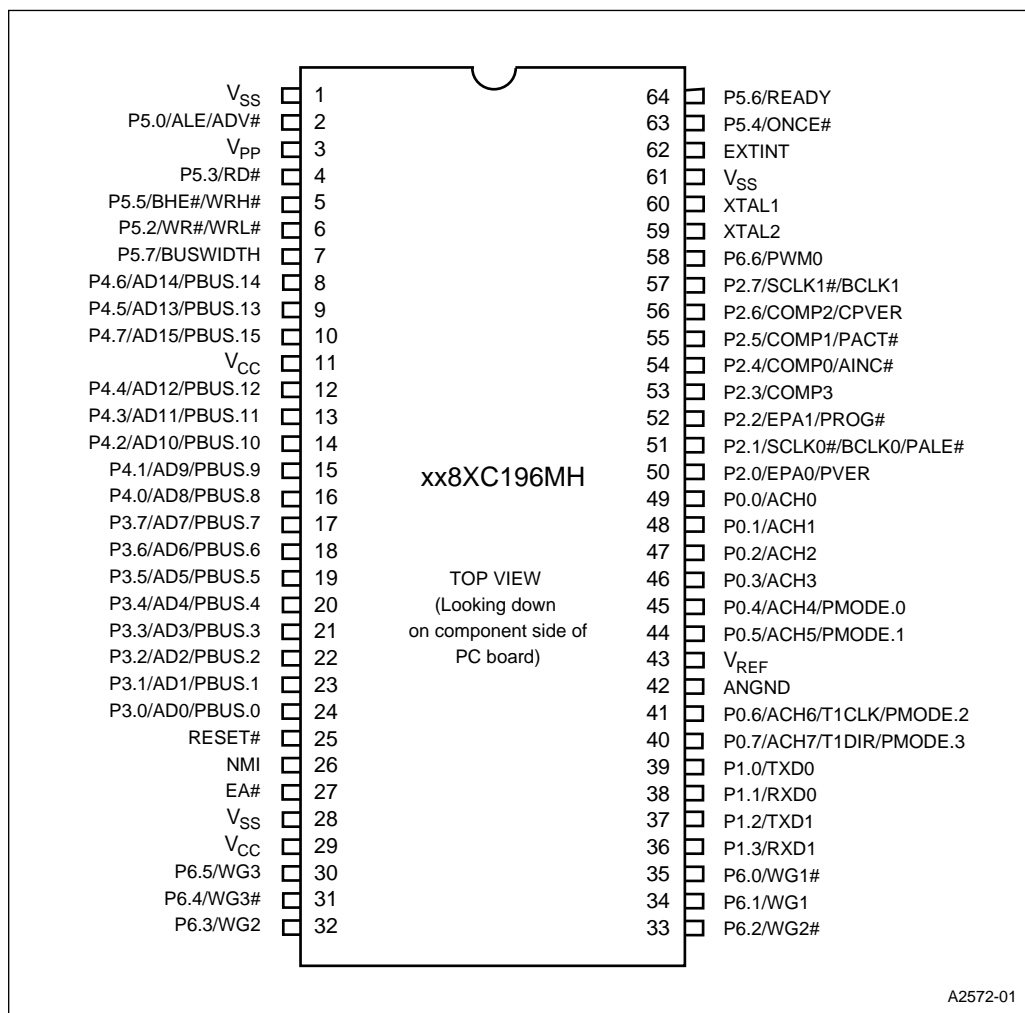 VSS 1
P5.0/ALE/ADV# 2
VPP 3
P5.3/RD# 4
P5.5/BHE#/WRH# 5
P5.2/WR#/WRL# 6
P5.7/BUSWIDTH 7
P4.6/AD14/PBUS.14 8
P4.5/AD13/PBUS.13 9
P4.7/AD15/PBUS.15 10
VCC 11
P4.4/AD12/PBUS.12 12
P4.3/AD11/PBUS.11 13
P4.2/AD10/PBUS.10 14
P4.1/AD9/PBUS.9 15
P4.0/AD8/PBUS.8 16
P3.7/AD7/PBUS.7 17
P3.6/AD6/PBUS.6 18
P3.5/AD5/PBUS.5 19
P3.4/AD4/PBUS.4 20
P3.3/AD3/PBUS.3 21
P3.2/AD2/PBUS.2 22
P3.1/AD1/PBUS.1 23
P3.0/AD0/PBUS.0 24
RESET# 25
NMI 26
EA# 27
VSS 28
VCC 29
P6.5/WG3 30
P6.4/WG3# 31
P6.3/WG2 32
xx8XC196MH
TOP VIEW
(Looking down
on component side of
PC board)
64 P5.6/READY
63 P5.4/ONCE#
62 EXTINT
61 VSS
60 XTAL1
59 XTAL2
58 P6.6/PWM0
57 P2.7/SCLK1#/BCLK1
56 P2.6/COMP2/CPVER
55 P2.5/COMP1/PACT#
54 P2.4/COMP0/AINC#
53 P2.3/COMP3
52 P2.2/EPA1/PROG#
51 P2.1/SCLK0#/BCLK0/PALE#
50 P2.0/EPA0/PVER
49 P0.0/ACH0
48 P0.1/ACH1
47 P0.2/ACH2
46 P0.3/ACH3
45 P0.4/ACH4/PMODE.0
44 P0.5/ACH5/PMODE.1
43 VREF
42 ANGND
41 P0.6/ACH6/T1CLK/PMODE.2
40 P0.7/ACH7/T1DIR/PMODE.3
39 P1.0/TXD0
38 P1.1/RXD0
37 P1.2/TXD1
36 P1.3/RXD1
35 P6.0/WG1#
34 P6.1/WG1
33 P6.2/WG2#
A2572-01